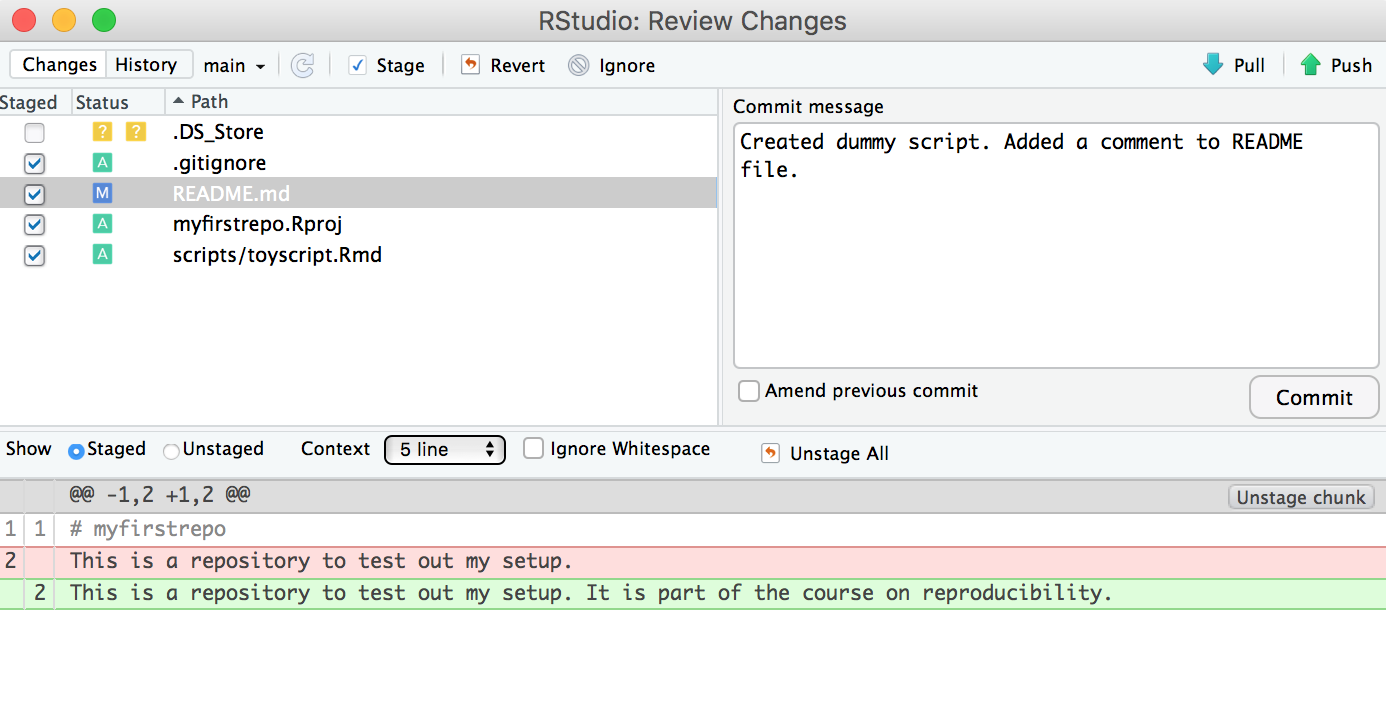 RStudio: Review Changes
Changes History main Stage Revert Ignore Pull Push
Staged Status Path
? ? .DS_Store
A .gitignore
M README.md
A myfirstrepo.Rproj
A scripts/toyscript.Rmd
Commit message
Created dummy script. Added a comment to README
file.
Amend previous commit
Commit
Show Staged Unstaged Context 5 line Ignore Whitespace Unstage All
@@ -1,2 +1,2 @@ Unstage chunk
1 1 # myfirstrepo
2 This is a repository to test out my setup.
2 This is a repository to test out my setup. It is part of the course on reproducibility.